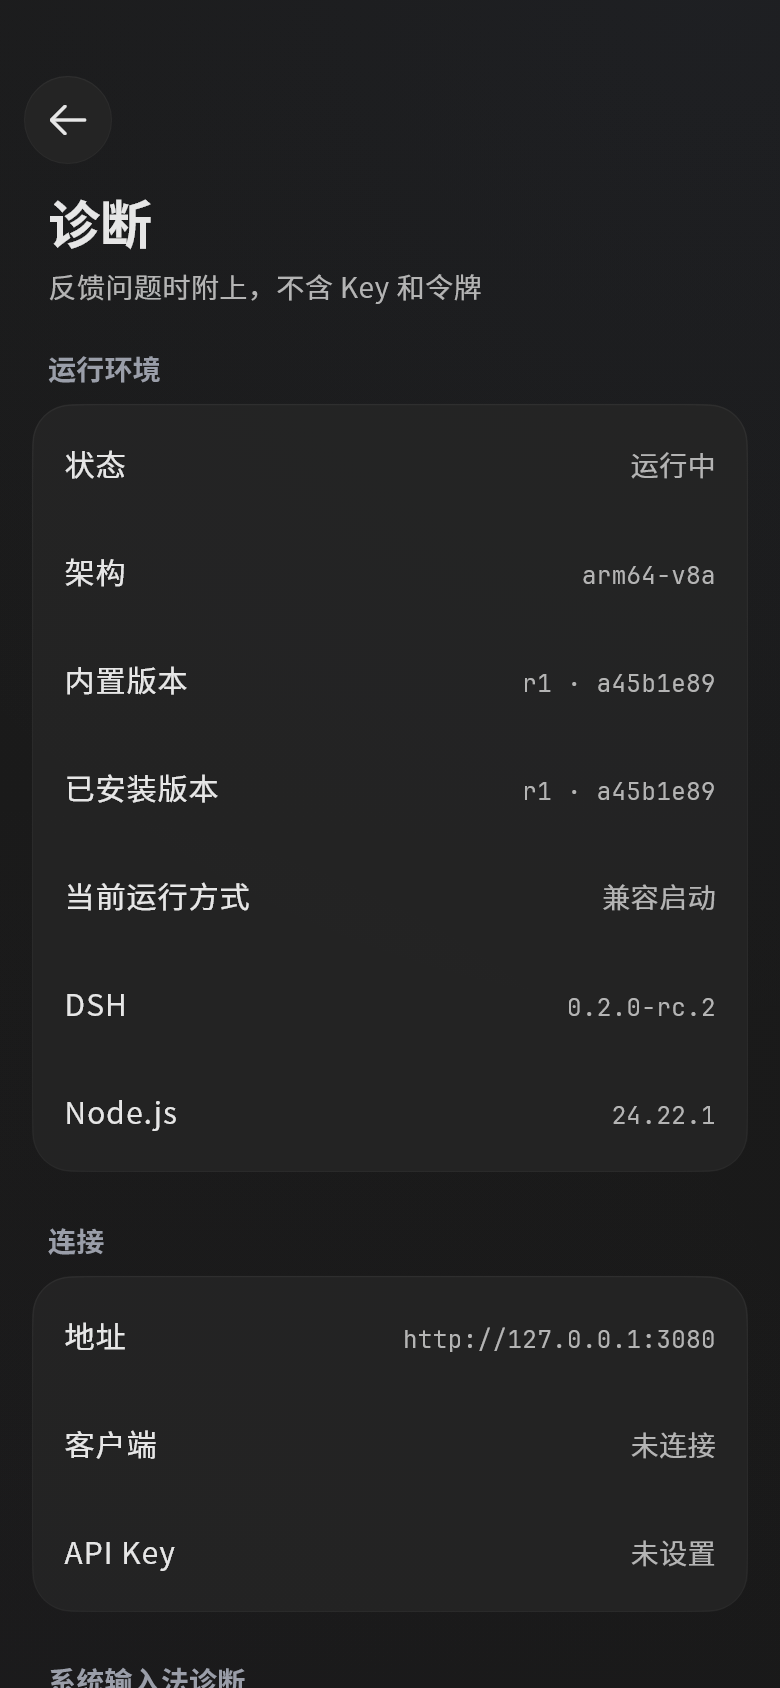 诊断
反馈问题时附上，不含 Key 和令牌
运行环境
状态 运行中
架构 arm64-v8a
内置版本 r1 · a45b1e89
已安装版本 r1 · a45b1e89
当前运行方式 兼容启动
DSH 0.2.0-rc.2
Node.js 24.22.1
连接
地址 http://127.0.0.1:3080
客户端 未连接
API Key 未设置
系统输入法诊断